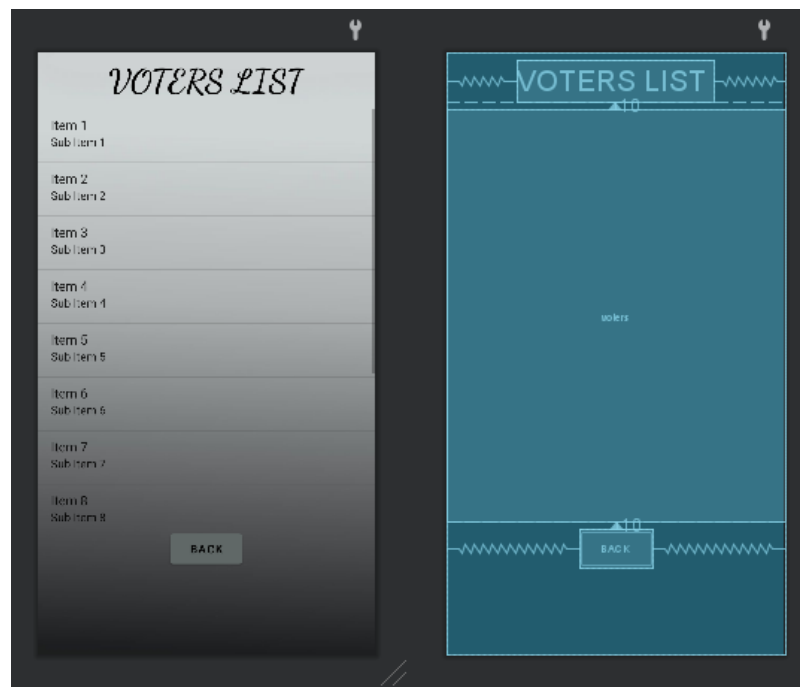 VOTERS LIST
Item 1
Sub Item 1
Item 2
Sub Item 2
Item 3
Sub Item 3
Item 4
Sub Item 4
Item 5
Sub Item 5
Item 6
Sub Item 6
Item 7
Sub Item 7
Item 8
Sub Item 8
BACK
VOTERS LIST
10
voters
10
BACK